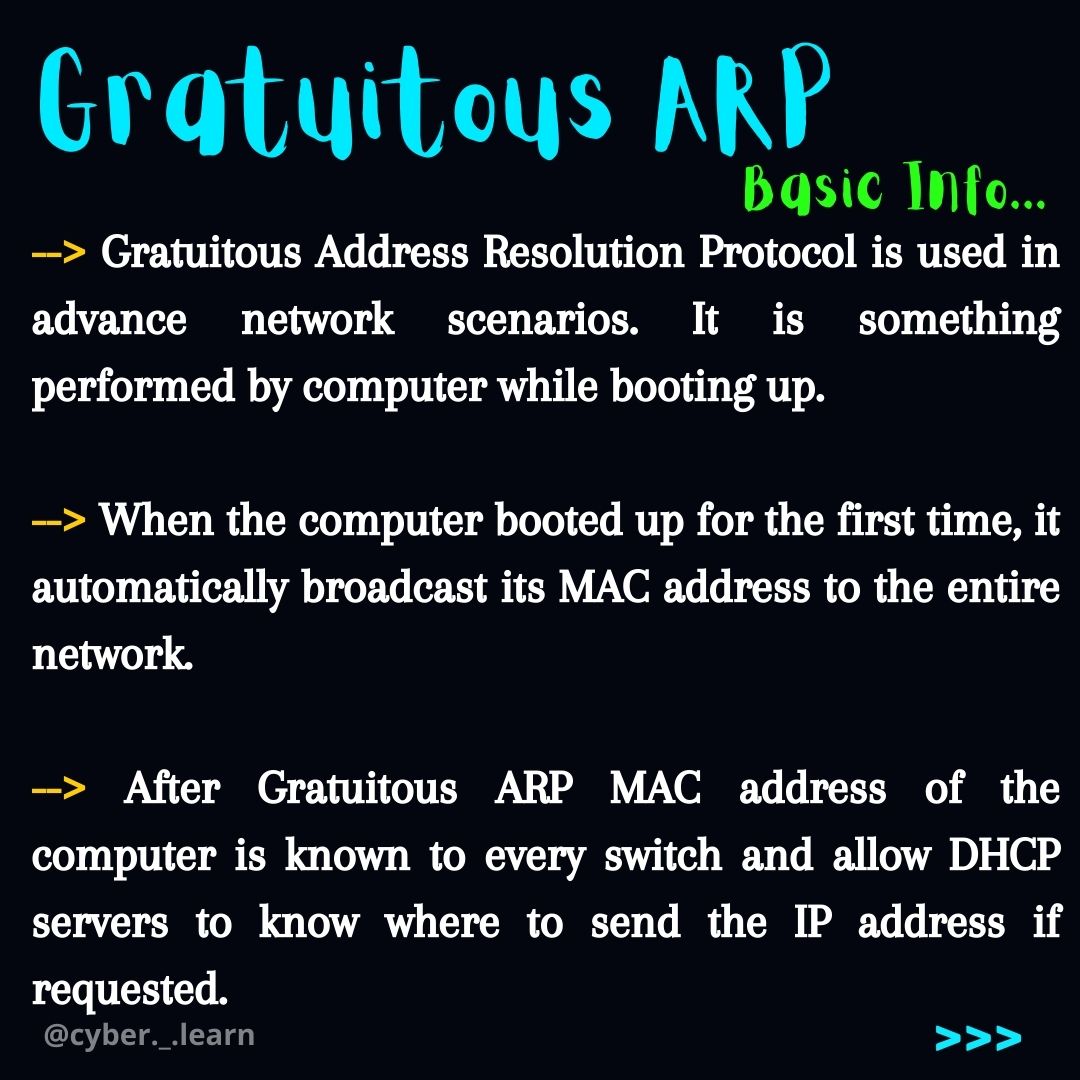 Gratuitous ARP
Basic Info...
--> Gratuitous Address Resolution Protocol is used in
advance network scenarios. It is something
performed by computer while booting up.
--> When the computer booted up for the first time, it
automatically broadcast its MAC address to the entire
network.
--> After Gratuitous ARP MAC address of the
computer is known to every switch and allow DHCP
servers to know where to send the IP address if
requested.
@cyber._.learn
>>>